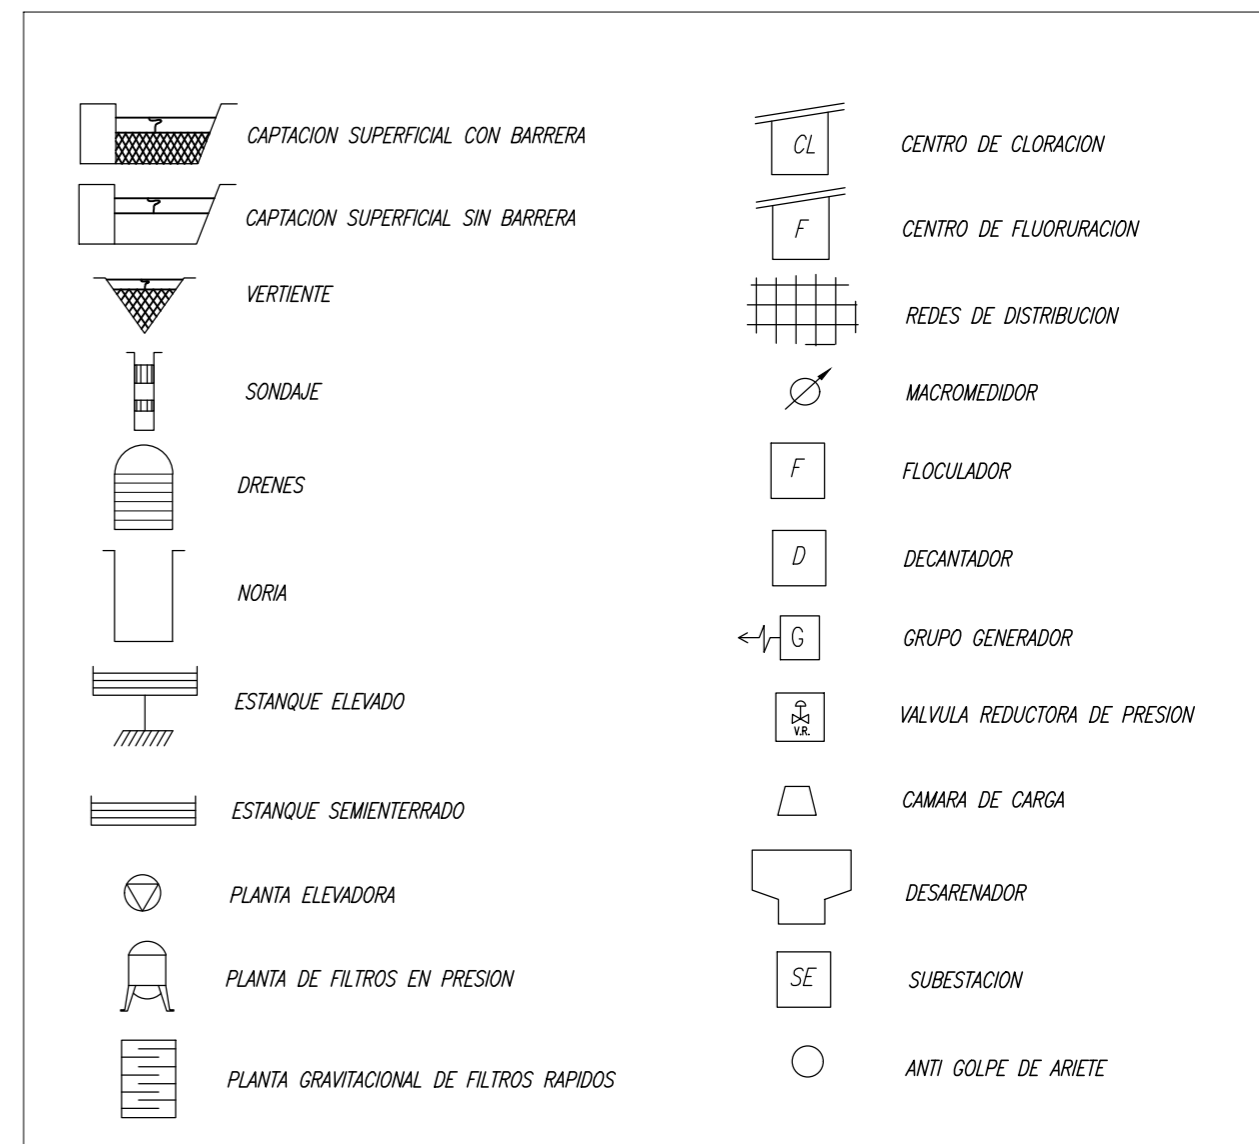 CAPTACION SUPERFICIAL CON BARRERA
CAPTACION SUPERFICIAL SIN BARRERA
VERTIENTE
SONDAJE
DRENES
NORIA
ESTANQUE ELEVADO
ESTANQUE SEMIENTERRADO
PLANTA ELEVADORA
PLANTA DE FILTROS EN PRESION
PLANTA GRAVITACIONAL DE FILTROS RAPIDOS
CL CENTRO DE CLORACION
F CENTRO DE FLUORURACION
REDES DE DISTRIBUCION
MACROMEDIDOR
F FLOCULADOR
D DECANTADOR
G GRUPO GENERADOR
V.R. VALVULA REDUCTORA DE PRESION
CAMARA DE CARGA
DESARENADOR
SE SUBESTACION
ANTI GOLPE DE ARIETE